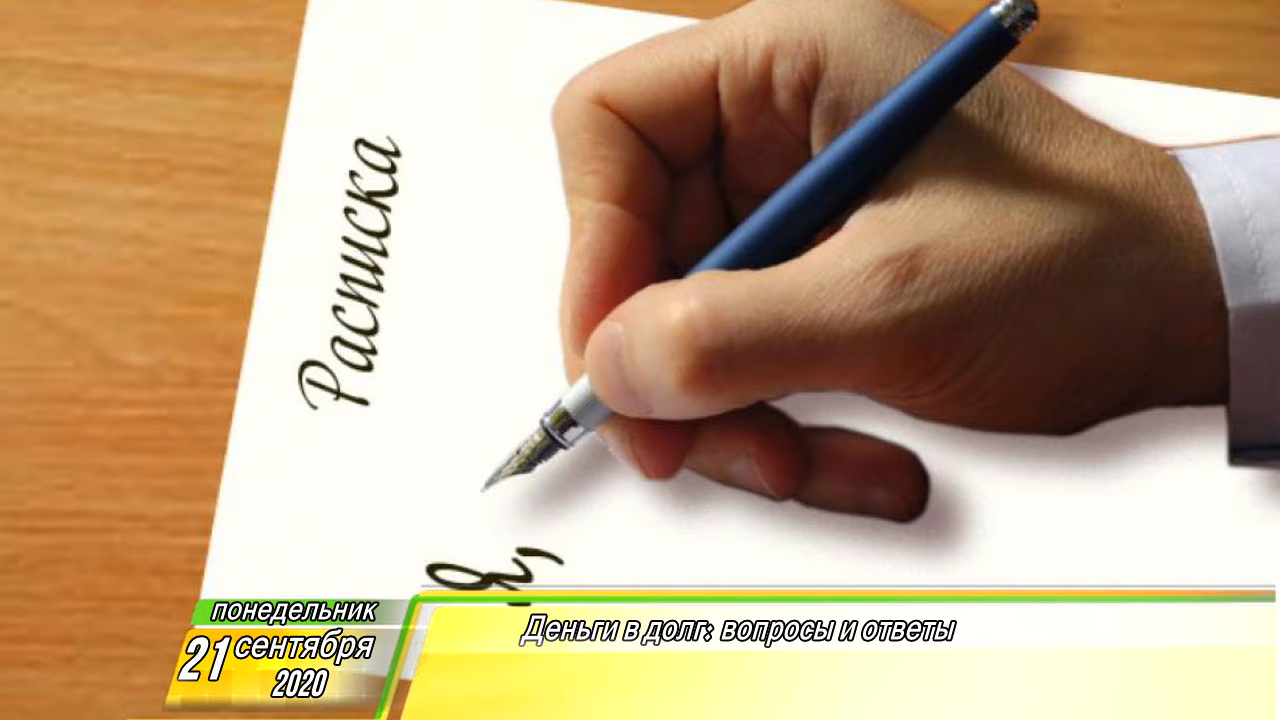 Расписка
Я,
понедельник
21 сентября
2020
Деньги в долг: вопросы и ответы